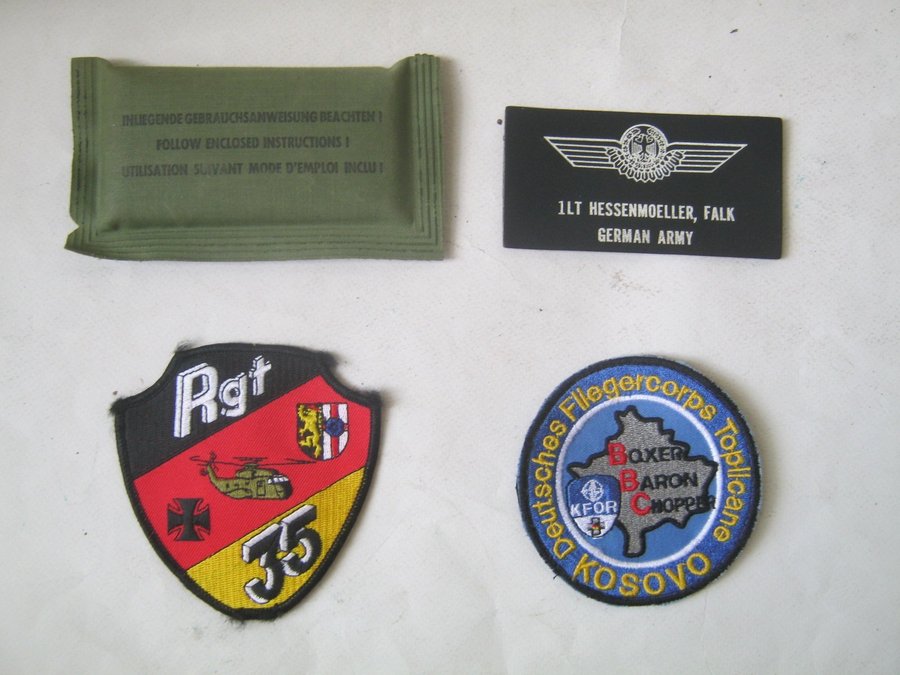 INLIEGENDE GEBRAUCHSANWEISUNG BEACHTEN !
FOLLOW ENCLOSED INSTRUCTIONS !
UTILISATION SUIVANT MODE D'EMPLOI INCLU !
1LT HESSENMOELLER, FALK
GERMAN ARMY
Rgt
35
Deutsches Fliegercorps Toplicane
BOXER
BARON
CHOPPER
KFOR
KOSOVO